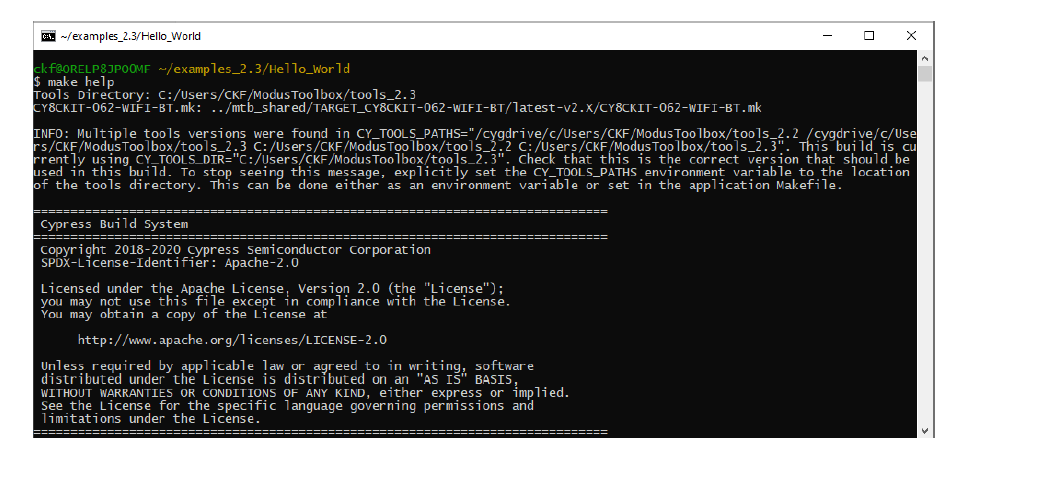 ~/examples_2.3/Hello_World
ckf@ORELP8JPOOMF ~/examples_2.3/Hello_World
$ make help
Tools Directory: C:/Users/CKF/ModusToolbox/tools_2.3
CY8CKIT-062-WIFI-BT.mk: ../mtb_shared/TARGET_CY8CKIT-062-WIFI-BT/latest-v2.X/CY8CKIT-062-WIFI-BT.mk
INFO: Multiple tools versions were found in CY_TOOLS_PATHS="/cygdrive/c/Users/CKF/ModusToolbox/tools_2.2 /cygdrive/c/Use
rs/CKF/ModusToolbox/tools_2.3 C:/Users/CKF/ModusToolbox/tools_2.2 C:/Users/CKF/ModusToolbox/tools_2.3". This build is cu
rrently using CY_TOOLS_DIR="C:/Users/CKF/ModusToolbox/tools_2.3". Check that this is the correct version that should be
used in this build. To stop seeing this message, explicitly set the CY_TOOLS_PATHS environment variable to the location
of the tools directory. This can be done either as an environment variable or set in the application Makefile.
==============================================================================
Cypress Build System
==============================================================================
Copyright 2018-2020 Cypress Semiconductor Corporation
SPDX-License-Identifier: Apache-2.0
Licensed under the Apache License, Version 2.0 (the "License");
you may not use this file except in compliance with the License.
You may obtain a copy of the License at
http://www.apache.org/licenses/LICENSE-2.0
Unless required by applicable law or agreed to in writing, software
distributed under the License is distributed on an "AS IS" BASIS,
WITHOUT WARRANTIES OR CONDITIONS OF ANY KIND, either express or implied.
See the License for the specific language governing permissions and
limitations under the License.
==============================================================================